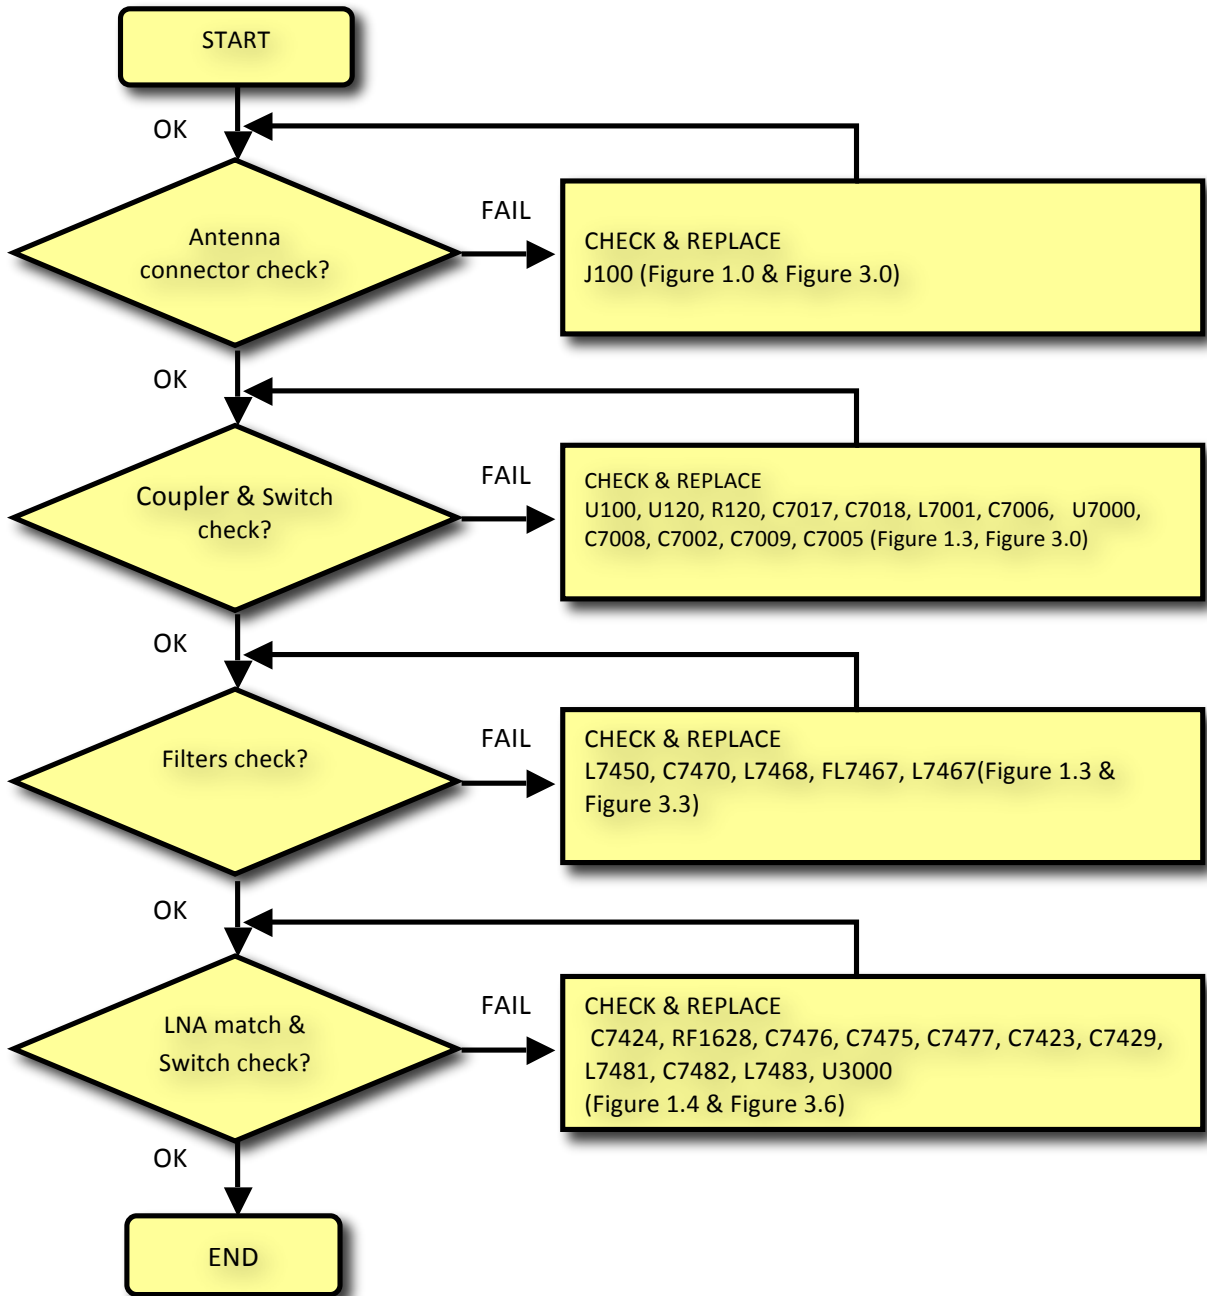 START
OK
Antenna
connector check?
FAIL
CHECK & REPLACE
J100 (Figure 1.0 & Figure 3.0)
OK
Coupler & Switch
check?
FAIL
CHECK & REPLACE
U100, U120, R120, C7017, C7018, L7001, C7006, U7000,
C7008, C7002, C7009, C7005 (Figure 1.3, Figure 3.0)
OK
Filters check?
FAIL
CHECK & REPLACE
L7450, C7470, L7468, FL7467, L7467(Figure 1.3 &
Figure 3.3)
OK
LNA match &
Switch check?
FAIL
CHECK & REPLACE
C7424, RF1628, C7476, C7475, C7477, C7423, C7429,
L7481, C7482, L7483, U3000
(Figure 1.4 & Figure 3.6)
OK
END